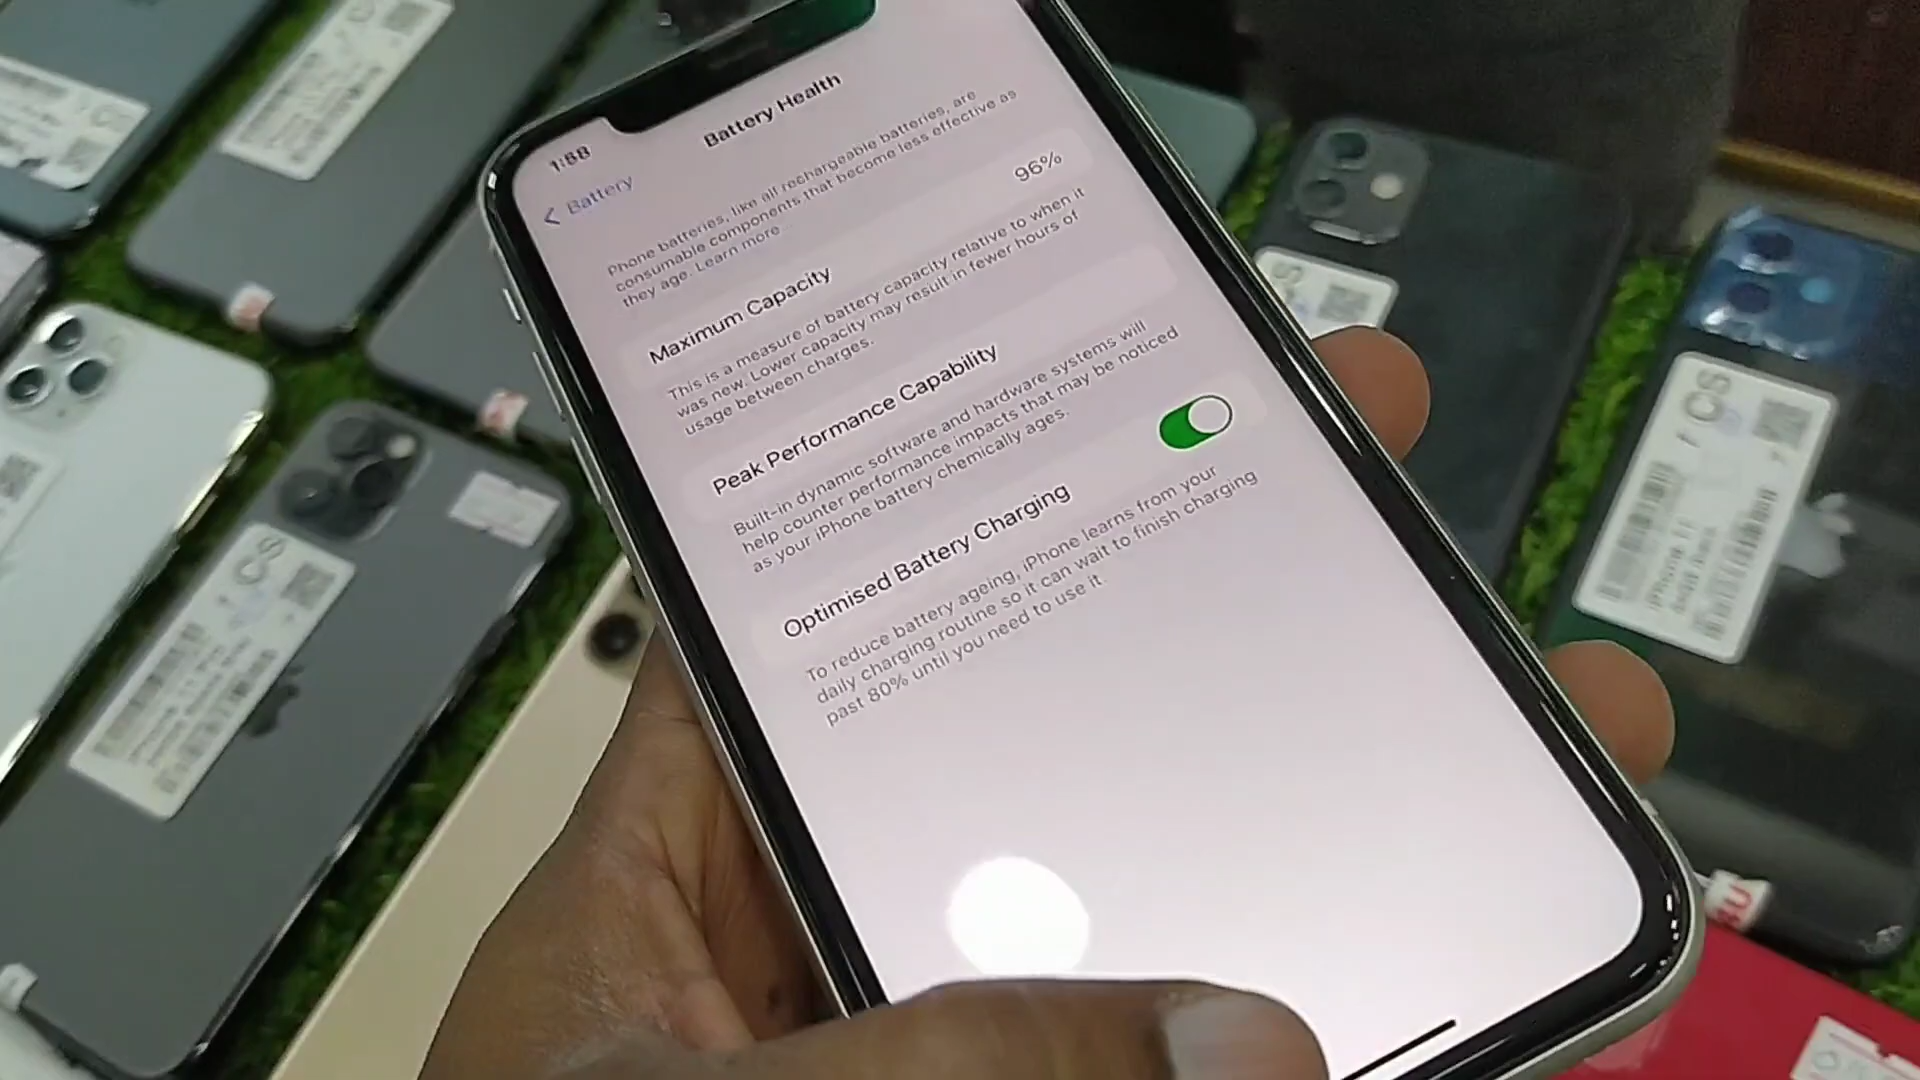 Battery Health
Battery
Phone batteries, like all rechargeable batteries, are
consumable components that become less effective as
they age. Learn more...
Maximum Capacity
96%
This is a measure of battery capacity relative to when it
was new. Lower capacity may result in fewer hours of
usage between charges.
Peak Performance Capability
Built-in dynamic software and hardware systems will
help counter performance impacts that may be noticed
as your iPhone battery chemically ages.
Optimised Battery Charging
To reduce battery ageing, iPhone learns from your
daily charging routine so it can wait to finish charging
past 80% until you need to use it.
CS
CS